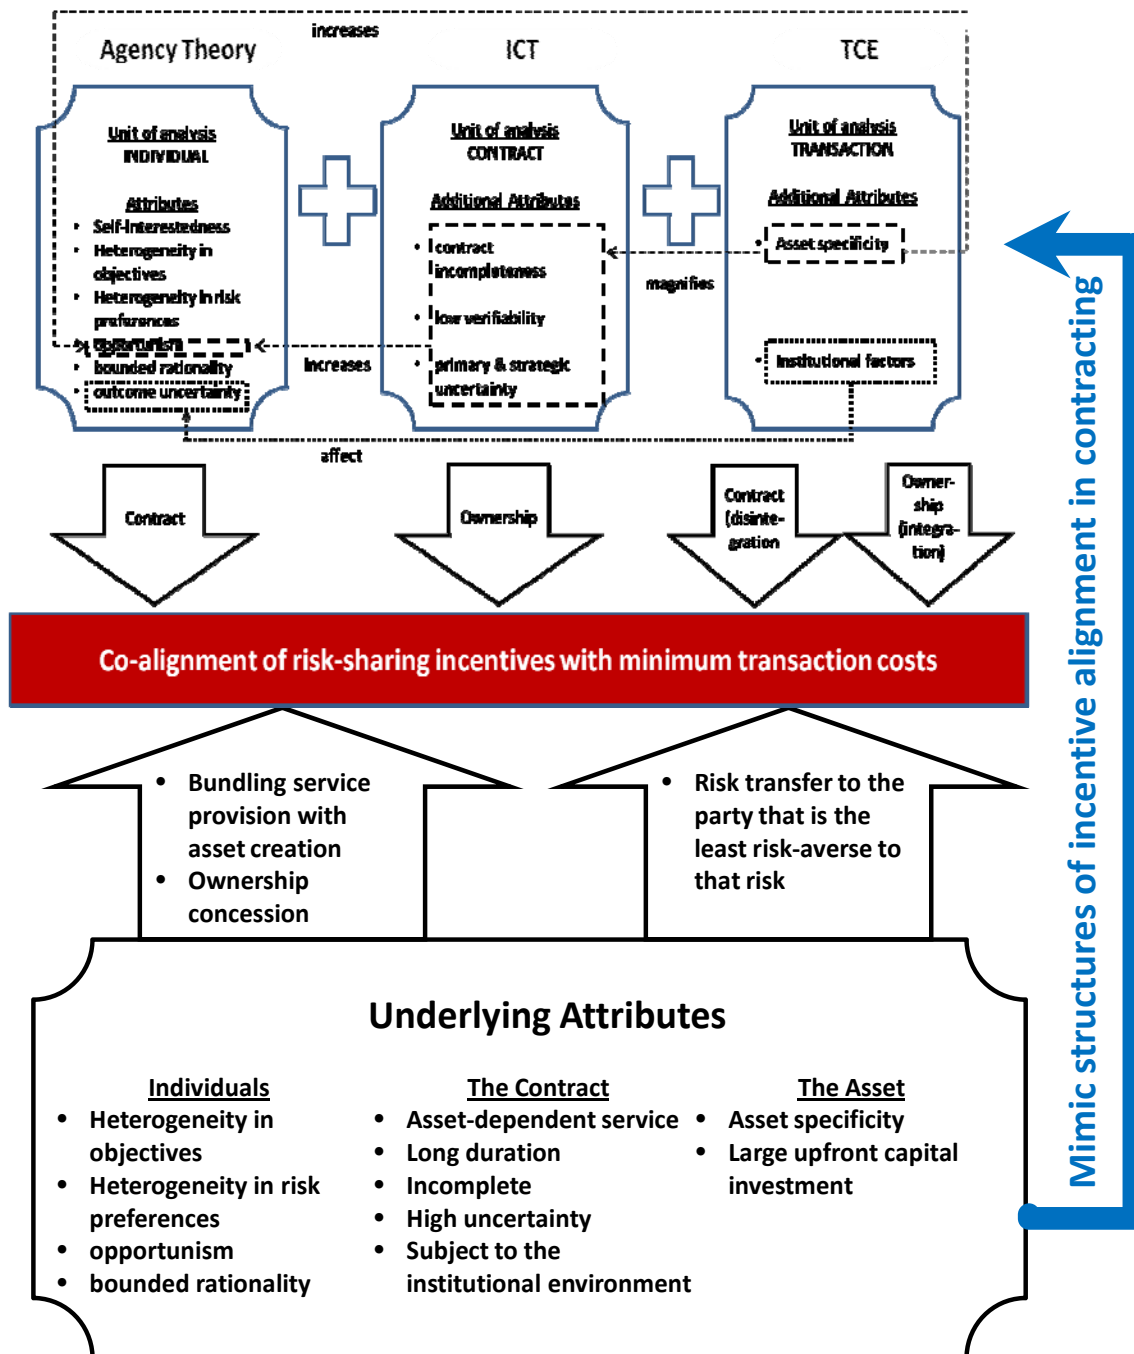 increases
Agency Theory
ICT
TCE
Unit of analysis
INDIVIDUAL
Attributes
• Self-Interestedness
• Heterogeneity in
objectives
• Heterogeneity in risk
preferences
• opportunism
• bounded rationality
• outcome uncertainty
Unit of analysis
CONTRACT
Additional Attributes
• contract
incompleteness
• low verifiability
• primary & strategic
uncertainty
Unit of analysis
TRANSACTION
Additional Attributes
• Asset specificity
• Institutional factors
magnifies
increases
affect
Contract
Ownership
Contract
(disinte-
gration
Owner-
ship
(integra-
tion)
Co-alignment of risk-sharing incentives with minimum transaction costs
• Bundling service
provision with
asset creation
• Ownership
concession
• Risk transfer to the
party that is the
least risk-averse to
that risk
Underlying Attributes
Individuals
• Heterogeneity in
objectives
• Heterogeneity in risk
preferences
• opportunism
• bounded rationality
The Contract
• Asset-dependent service
• Long duration
• Incomplete
• High uncertainty
• Subject to the
institutional environment
The Asset
• Asset specificity
• Large upfront capital
investment
Mimic structures of incentive alignment in contracting